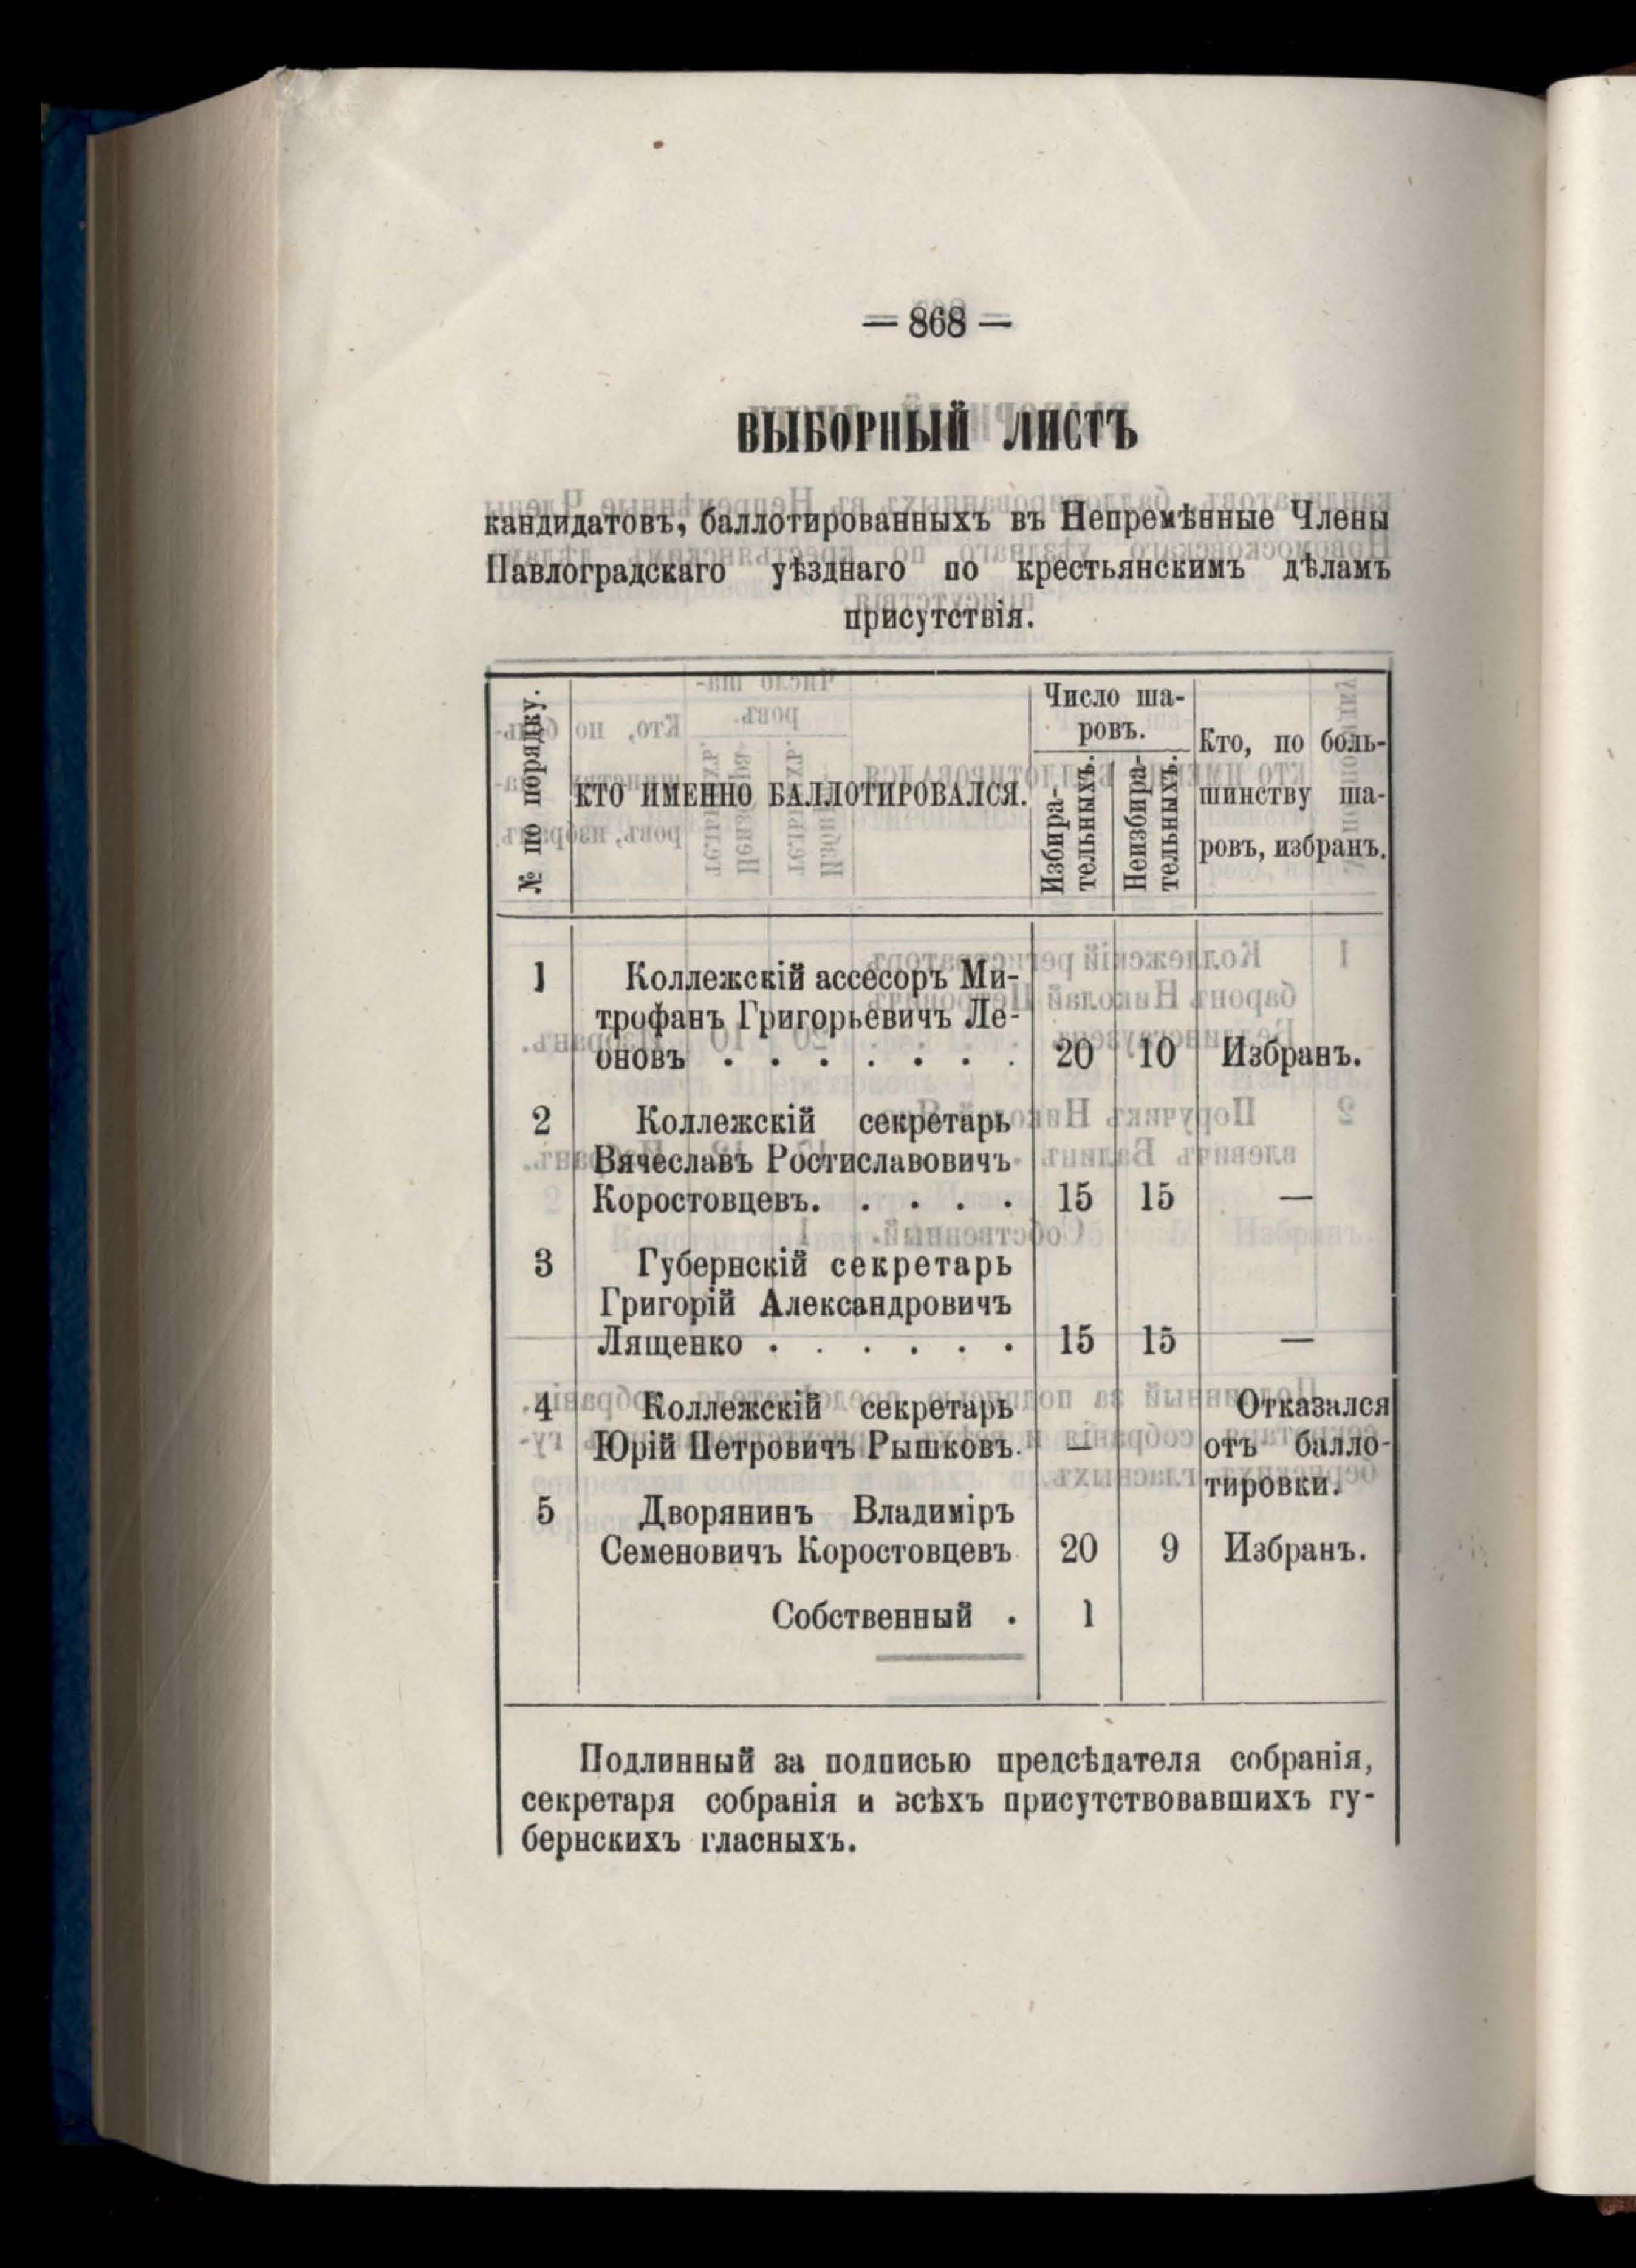 — 868 —
ВЫБОРНЫЙ ЛИСТЪ
кандидатовъ, баллотированныхъ въ Непремѣнные Члены
Павлоградскаго уѣзднаго по крестьянскимъ дѣламъ
присутствія.
№ по порядку.
КТО ИМЕННО БАЛЛОТИРОВАЛСЯ.
Число ша-
ровъ.
Избира-
тельныхъ.
Неизбира-
тельныхъ.
Кто, по боль-
шинству ша-
ровъ, избранъ.
1 Коллежскій ассесоръ Ми-
трофанъ Григорьевичъ Ле-
оновъ . . . . . . . 20 10 Избранъ.
2 Коллежскій секретарь
Вячеславъ Ростиславовичъ
Коростовцевъ. . . . . 15 15 —
3 Губернскій секретарь
Григорій Александровичъ
Лященко . . . . . . 15 15 —
4 Коллежскій секретарь Отказался
Юрій Петровичъ Рышковъ. — отъ балло-
тировки.
5 Дворянинъ Владиміръ
Семеновичъ Коростовцевъ 20 9 Избранъ.
Собственный . 1
Подлинный за подписью предсѣдателя собранія,
секретаря собранія и всѣхъ присутствовавшихъ гу-
бернскихъ гласныхъ.